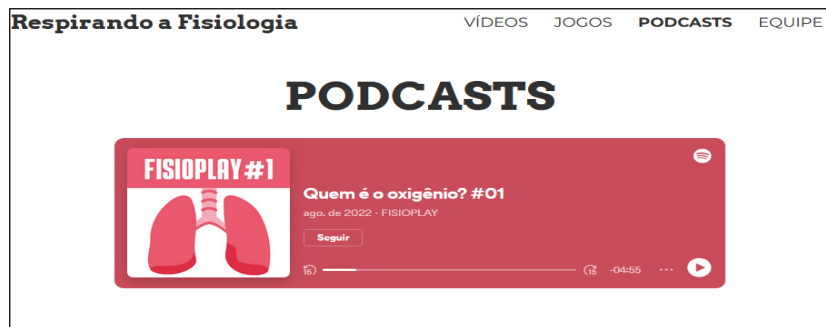 Respirando a Fisiologia
VÍDEOS JOGOS PODCASTS EQUIPE
PODCASTS
FISIOPLAY#1
Quem é o oxigênio? #01
ago. de 2022 · FISIOPLAY
Seguir
15 15 -04:55 ···